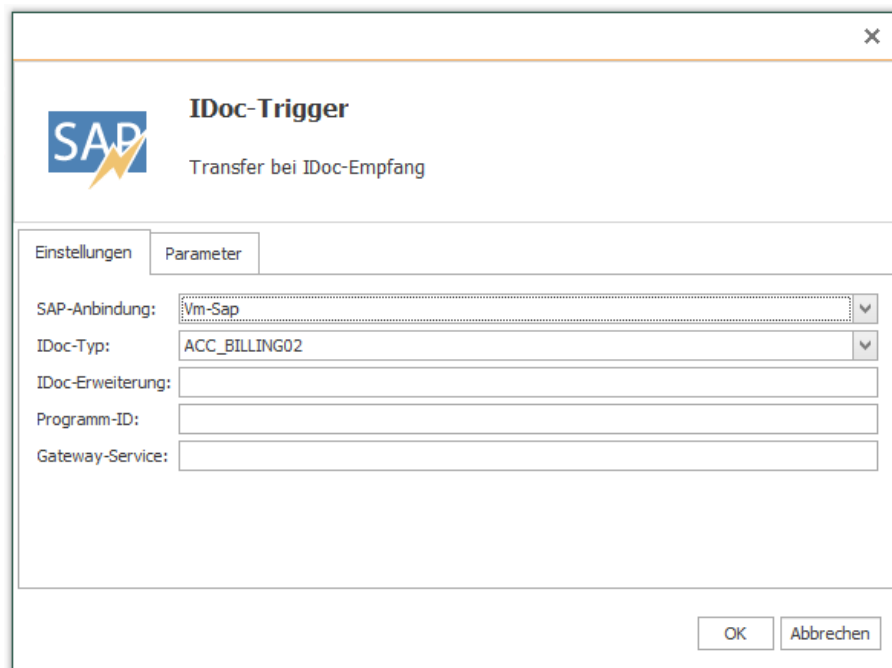 SAP
IDoc-Trigger
Transfer bei IDoc-Empfang
Einstellungen Parameter
SAP-Anbindung: Vm-Sap
IDoc-Typ: ACC_BILLING02
IDoc-Erweiterung:
Programm-ID:
Gateway-Service:
OK Abbrechen